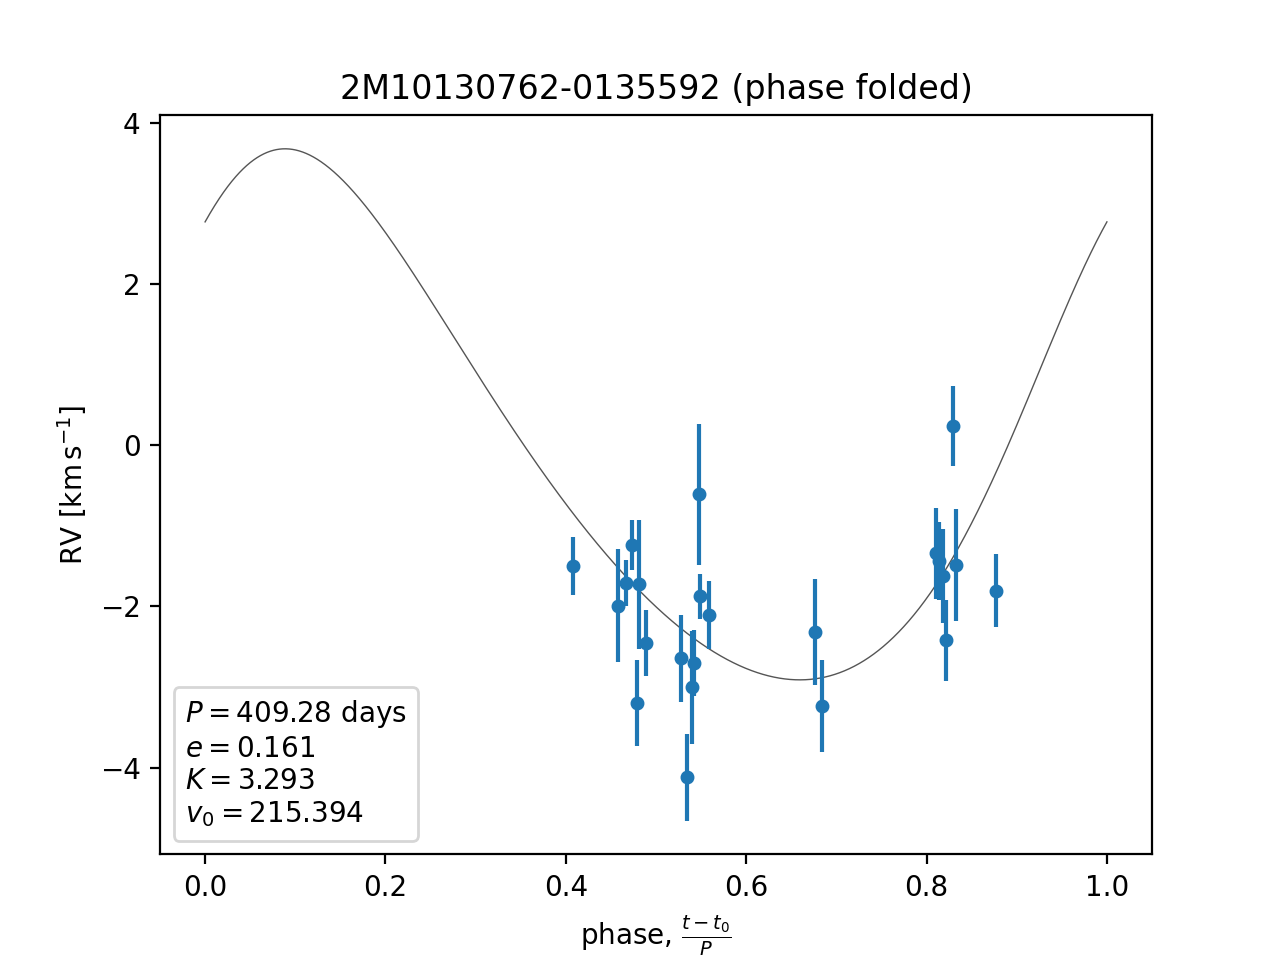 2M10130762-0135592 (phase folded)
4
2
0
−2
−4
RV [km s⁻¹]
P = 409.28 days
e = 0.161
K = 3.293
v₀ = 215.394
0.0 0.2 0.4 0.6 0.8 1.0
phase, (t − t₀)/P